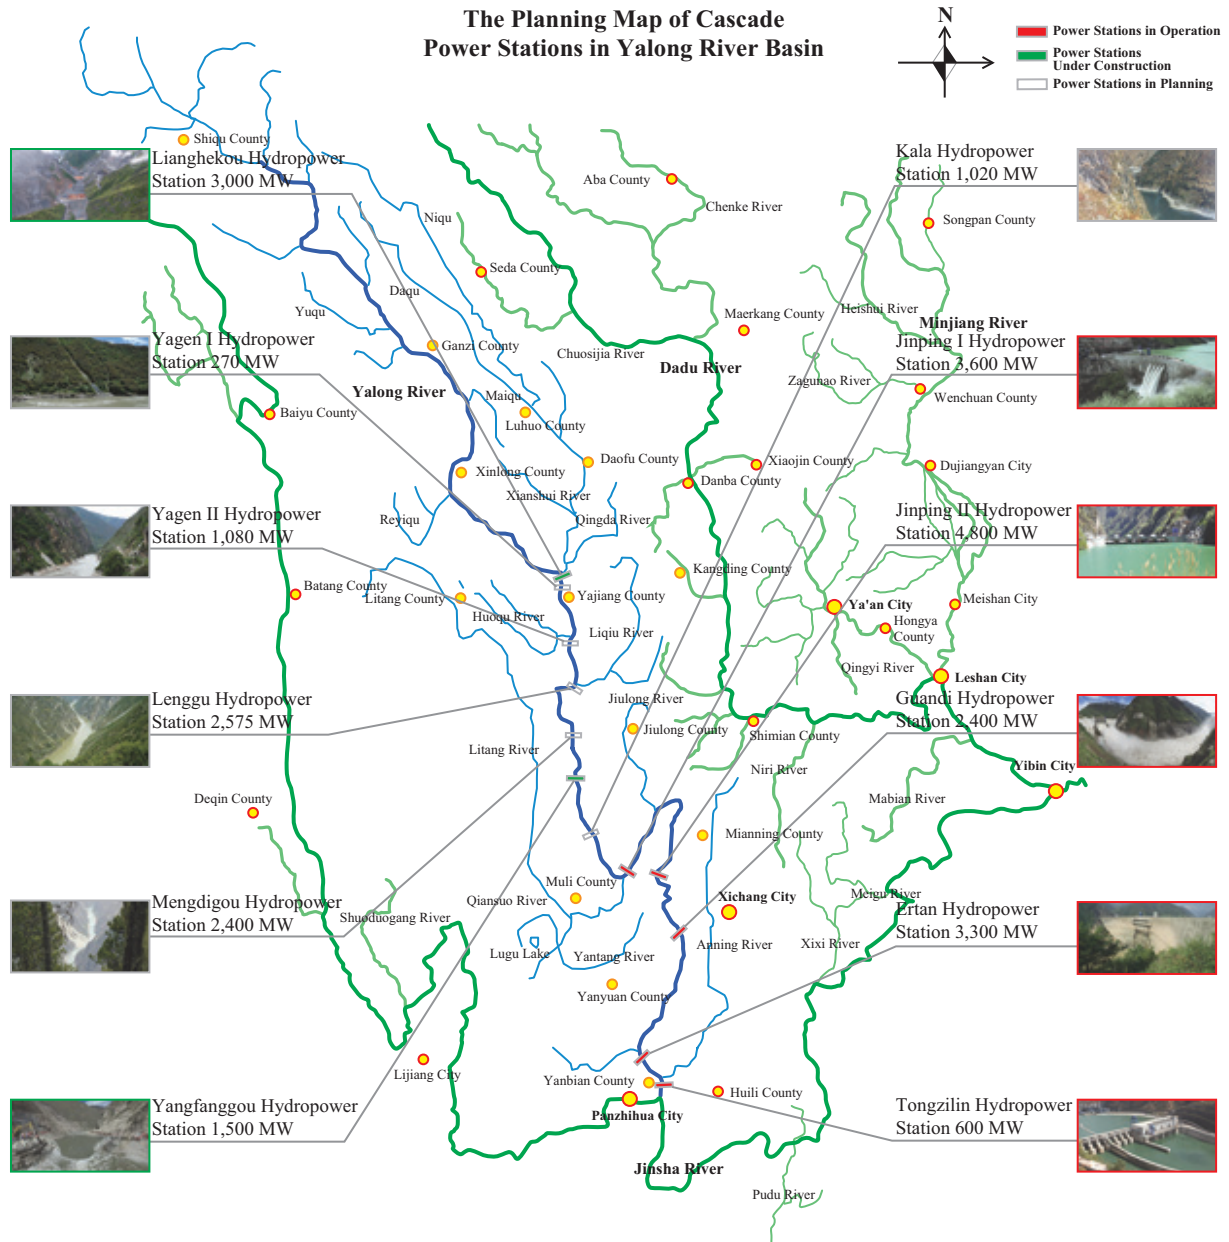 The Planning Map of Cascade
Power Stations in Yalong River Basin
N
Power Stations in Operation
Power Stations
Under Construction
Power Stations in Planning
Shiqu County
Lianghekou Hydropower
Station 3,000 MW
Kala Hydropower
Station 1,020 MW
Aba County
Chenke River
Niqu
Songpan County
Seda County
Daqu
Yuqu
Heishui River
Maerkang County
Minjiang River
Yagen I Hydropower
Station 270 MW
Ganzi County
Chuosijia River
Jinping I Hydropower
Station 3,600 MW
Dadu River
Zagunao River
Yalong River
Maiqu
Wenchuan County
Baiyu County
Luhuo County
Daofu County
Xiaojin County
Dujiangyan City
Xinlong County
Danba County
Xianshui River
Yagen II Hydropower
Station 1,080 MW
Reyiqu
Qingda River
Jinping II Hydropower
Station 4,800 MW
Kangding County
Batang County
Litang County
Yajiang County
Ya'an City
Meishan City
Huoqu River
Liqiu River
Hongya
County
Qingyi River
Leshan City
Lenggu Hydropower
Station 2,575 MW
Jiulong River
Guandi Hydropower
Station 2,400 MW
Jiulong County
Shimian County
Litang River
Niri River
Yibin City
Deqin County
Mabian River
Mianning County
Muli County
Xichang City
Meigu River
Mengdigou Hydropower
Station 2,400 MW
Shuoduogang River
Qiansuo River
Ertan Hydropower
Station 3,300 MW
Lugu Lake
Yantang River
Anning River
Xixi River
Yanyuan County
Lijiang City
Yanbian County
Huili County
Yangfanggou Hydropower
Station 1,500 MW
Panzhihua City
Tongzilin Hydropower
Station 600 MW
Jinsha River
Pudu River